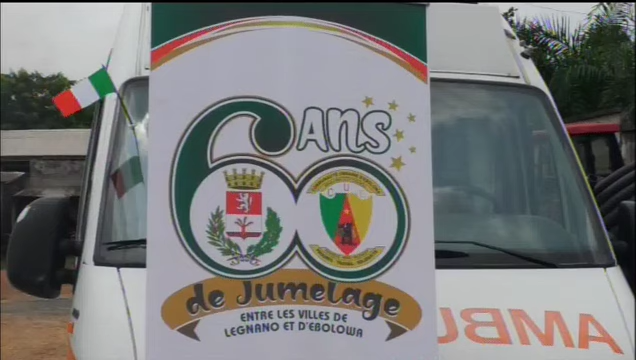 60 ANS
de Jumelage
ENTRE LES VILLES DE
LEGNANO ET D'EBOLOWA
C U E
AMBU